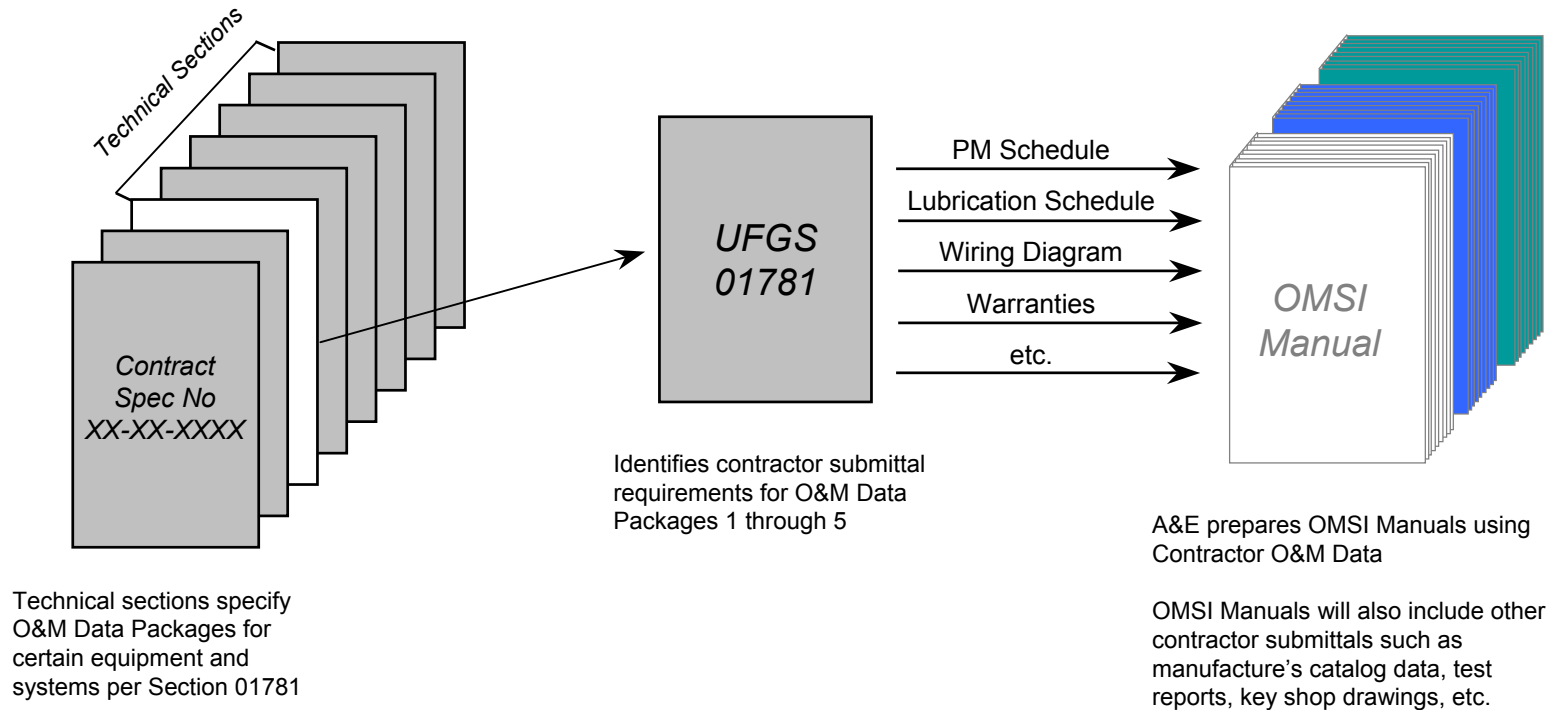 Technical Sections
Contract
Spec No
XX-XX-XXXX
Technical sections specify
O&M Data Packages for
certain equipment and
systems per Section 01781
UFGS
01781
Identifies contractor submittal
requirements for O&M Data
Packages 1 through 5
PM Schedule
Lubrication Schedule
Wiring Diagram
Warranties
etc.
OMSI
Manual
A&E prepares OMSI Manuals using
Contractor O&M Data
OMSI Manuals will also include other
contractor submittals such as
manufacture's catalog data, test
reports, key shop drawings, etc.